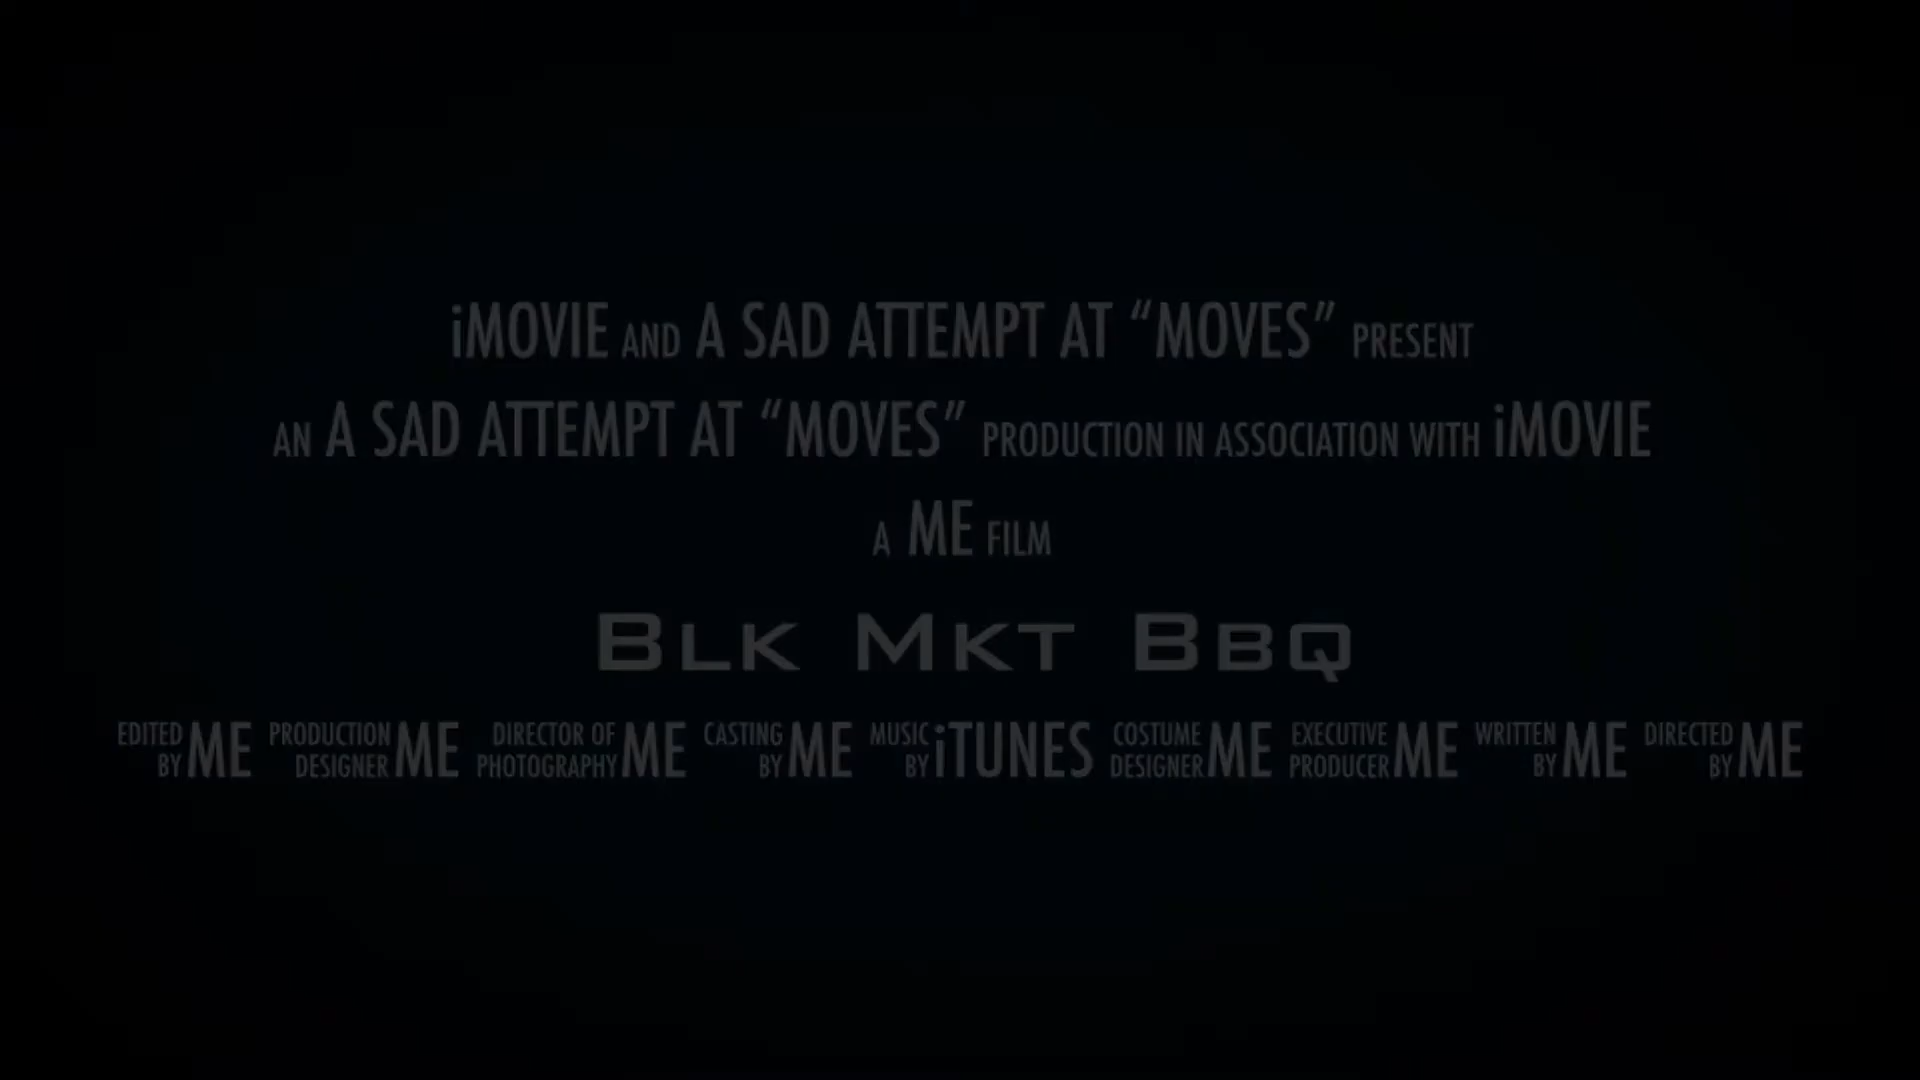 iMOVIE AND A SAD ATTEMPT AT “MOVES” PRESENT
AN A SAD ATTEMPT AT “MOVES” PRODUCTION IN ASSOCIATION WITH iMOVIE
A ME FILM
BLK MKT BBQ
EDITED BY ME PRODUCTION DESIGNER ME DIRECTOR OF PHOTOGRAPHY ME CASTING BY ME MUSIC BY iTUNES COSTUME DESIGNER ME EXECUTIVE PRODUCER ME WRITTEN BY ME DIRECTED BY ME